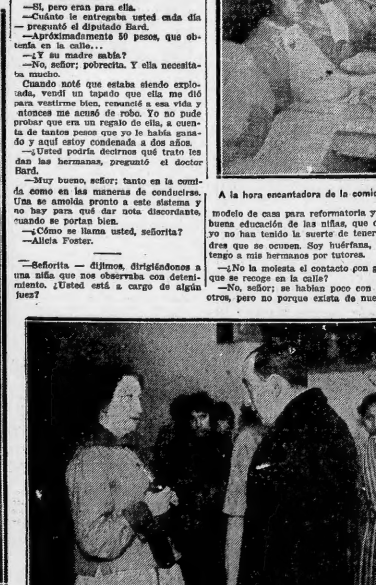 —Sí, pero eran para ella.
—Cuánto le entregaba usted cada día
— preguntó el diputado Bard.
—Apróximadamente 50 pesos, que ob-
tenía en la calle...
—¿Y su madre sabía?
—No, señor; pobrecita. Y ella necesita-
ba mucho.
Cuando noté que estaba siendo explo-
tada, vendí un tapado que ella me dió
para vestirme bien, renuncié a esa vida y
entonces me acusó de robo. Yo no pude
probar que era un regalo de ella, a cuen-
ta de tantos pesos que yo le había gana-
do y aquí estoy condenada a dos años.
—¿Usted podría decirnos qué trato les
dan las hermanas, preguntó el doctor
Bard.
—Muy bueno, señor; tanto en la comi-
da como en las maneras de conducirse.
Una se amolda pronto a este sistema y
no hay para qué dar nota discordante,
cuando se portan bien.
—¿Cómo se llama usted, señorita?
—Alicia Foster.
—Señorita — dijimos, dirigiéndonos a
una niña que nos observaba con deteni-
miento. ¿Usted está a cargo de algún
juez?
A la hora encantadora de la comid
modelo de casa para reformatorio y
buena educación de las niñas, que
yo no han tenido la suerte de tener
dres que se ocupen. Soy huérfana,
tengo a mis hermanos por tutores.
—¿No la molesta el contacto con
que se recoge en la calle?
—No, señor; se hablan poco con
otros, pero no porque exista de nue